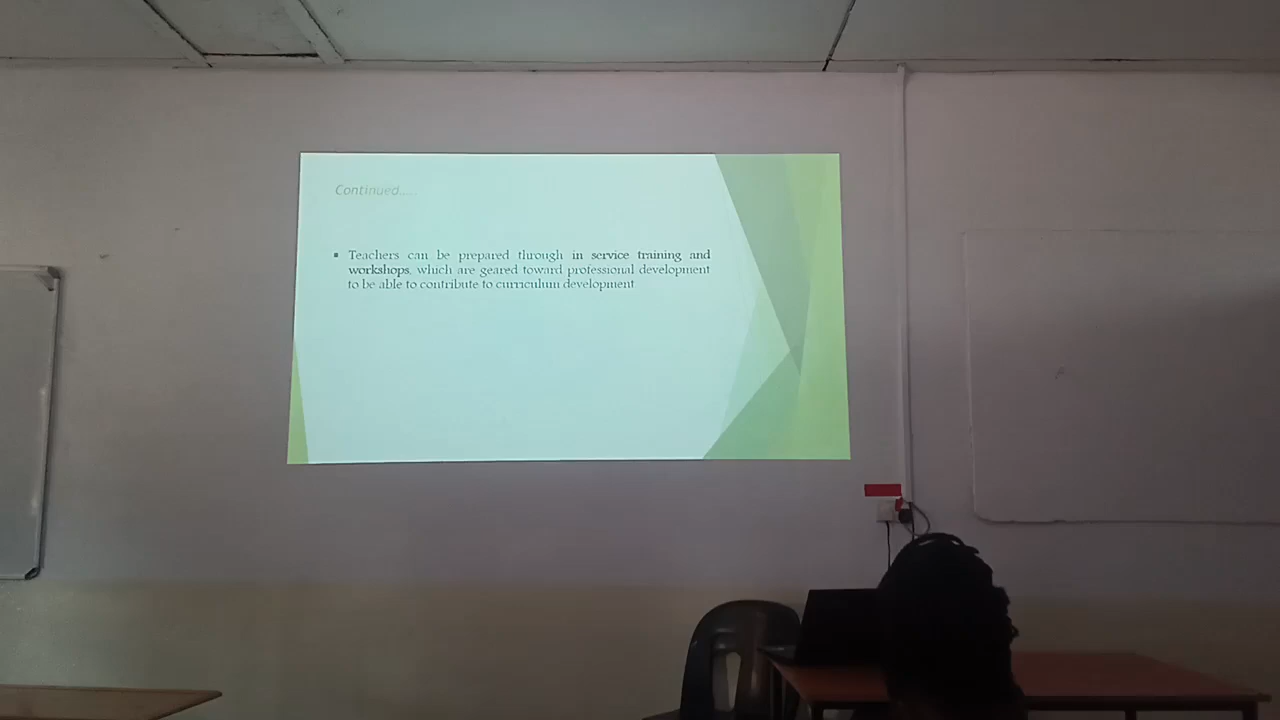 Continued.....
▪ Teachers can be prepared through in service training and
workshops, which are geared toward professional development
to be able to contribute to curriculum development